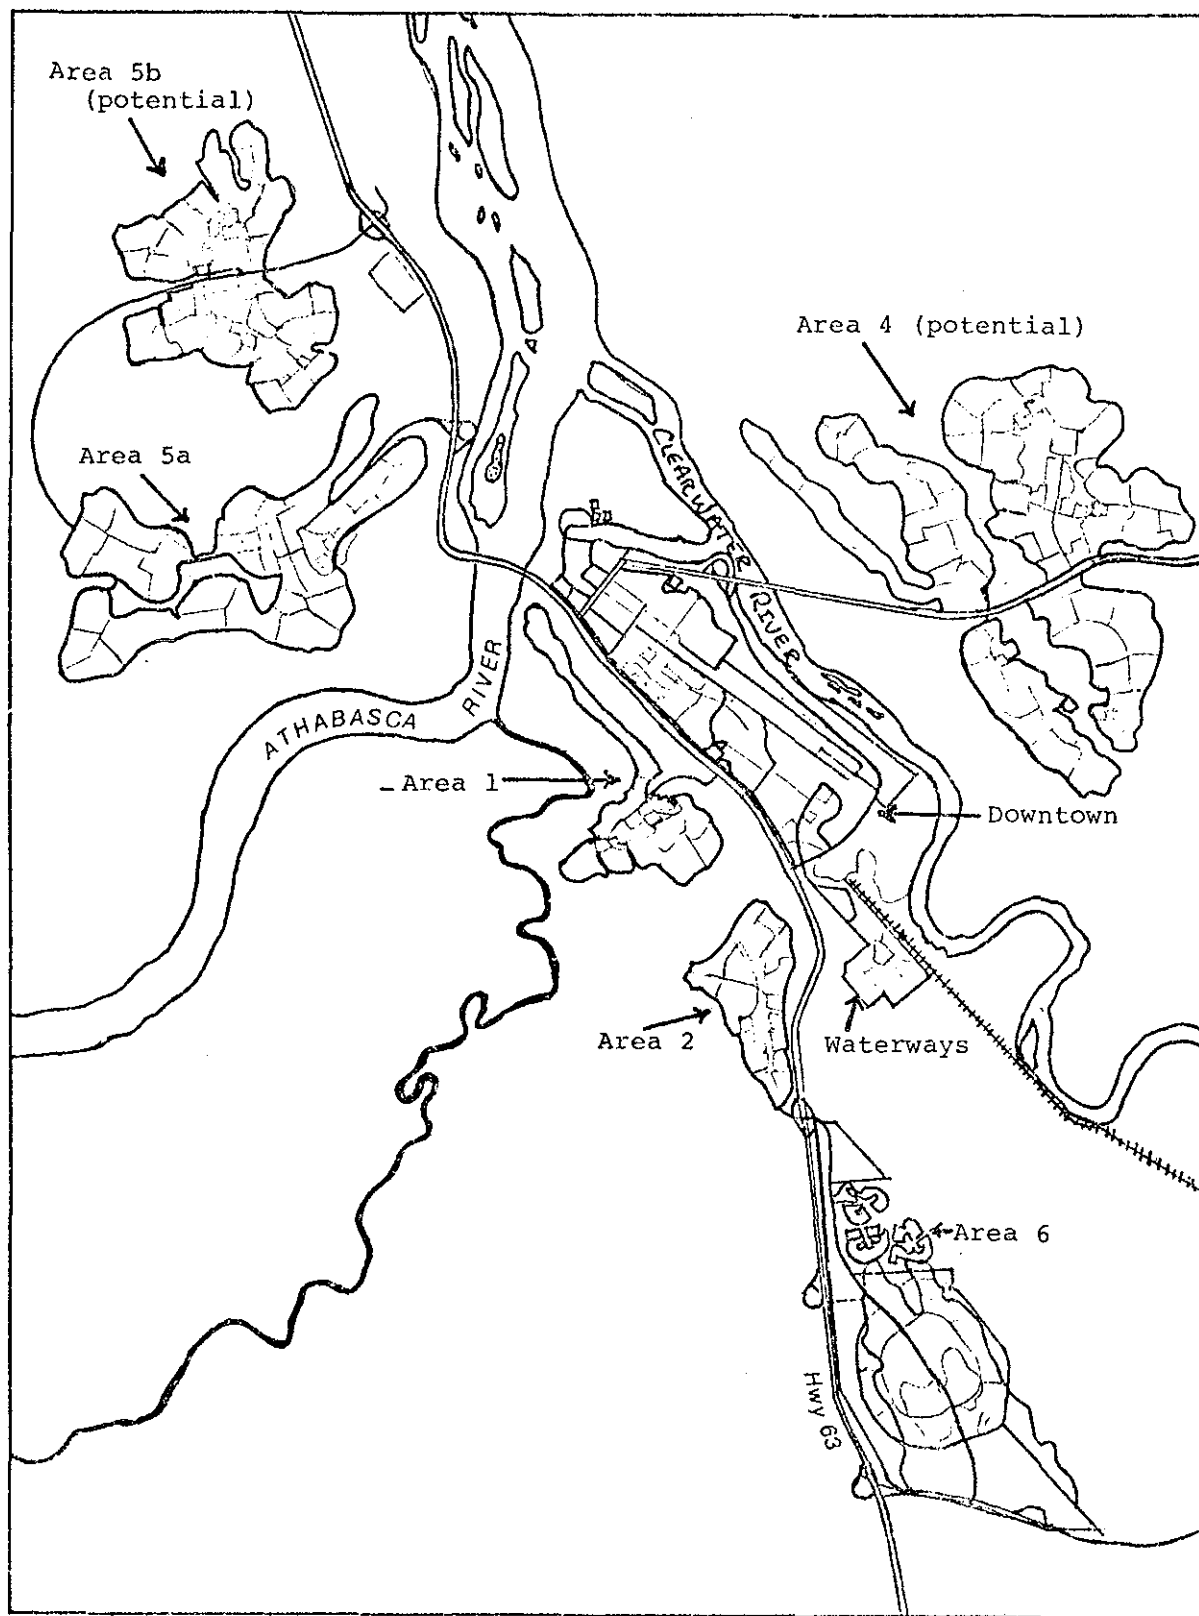 Area 5b
(potential)
Area 4 (potential)
Area 5a
CLEARWATER RIVER
ATHABASCA RIVER
Area 1
Downtown
Area 2
Waterways
Area 6
Hwy 63